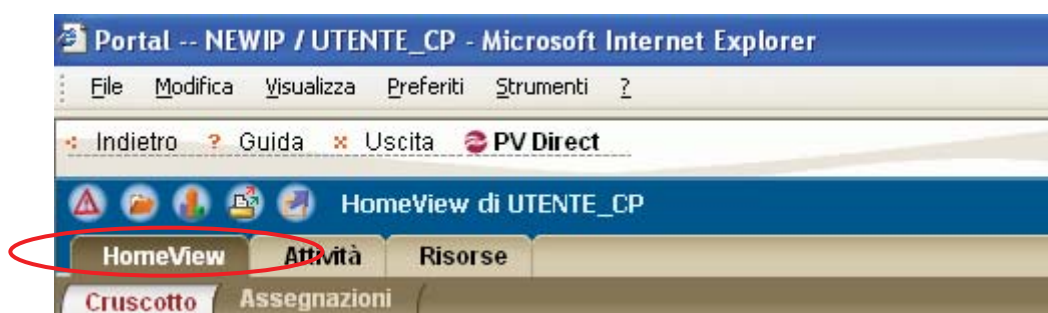 Portal -- NEWIP / UTENTE_CP - Microsoft Internet Explorer
File Modifica Visualizza Preferiti Strumenti ?
Indietro ? Guida Uscita PV Direct
HomeView di UTENTE_CP
HomeView Attività Risorse
Cruscotto Assegnazioni